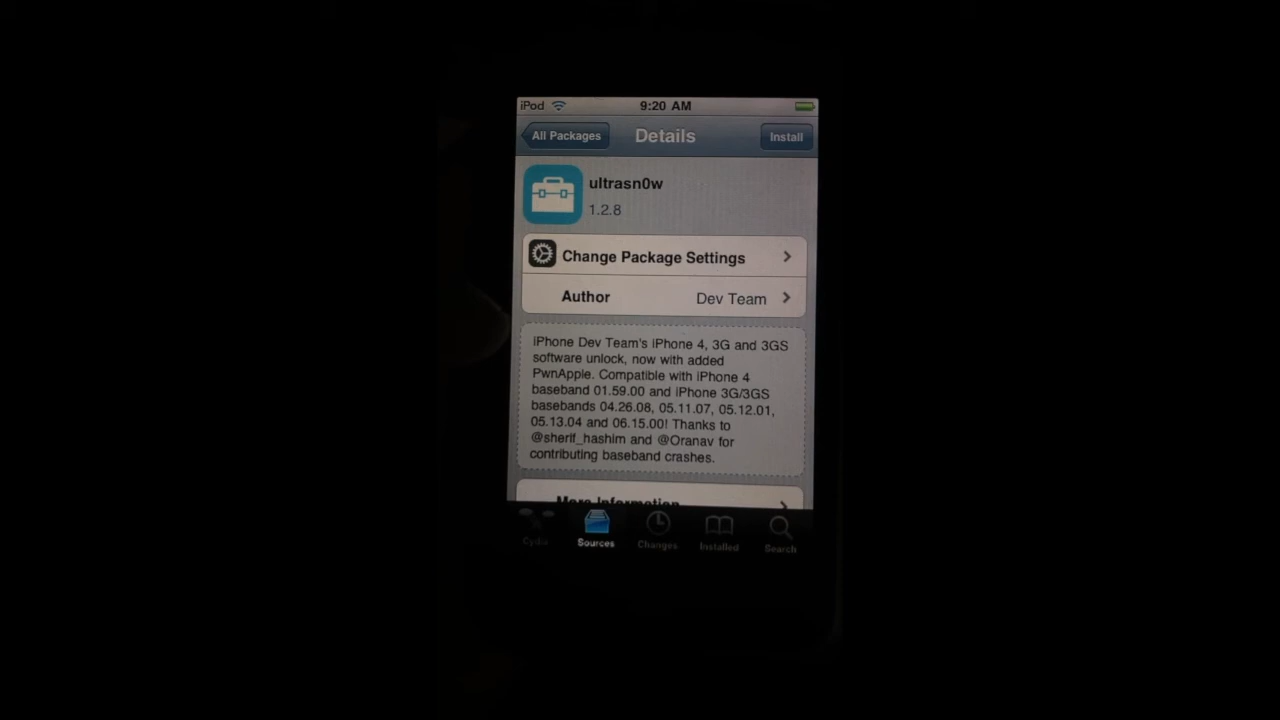 iPod 9:20 AM
All Packages Details Install
ultrasn0w
1.2.8
Change Package Settings
Author Dev Team
iPhone Dev Team's iPhone 4, 3G and 3GS
software unlock, now with added
PwnApple. Compatible with iPhone 4
baseband 01.59.00 and iPhone 3G/3GS
basebands 04.26.08, 05.11.07, 05.12.01,
05.13.04 and 06.15.00! Thanks to
@sherif_hashim and @Oranav for
contributing baseband crashes.
More Information
Cydia Sources Changes Installed Search